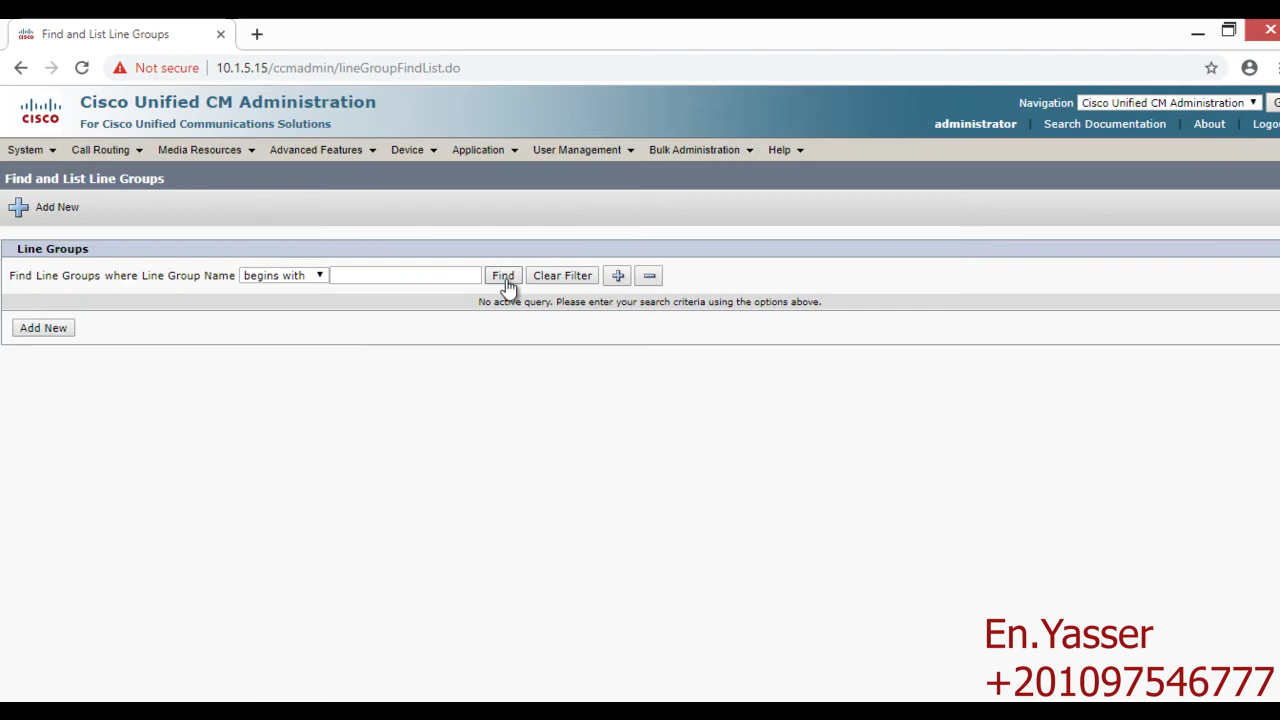 Find and List Line Groups
Not secure 10.1.5.15/ccmadmin/lineGroupFindList.do
CISCO
Cisco Unified CM Administration
For Cisco Unified Communications Solutions
Navigation Cisco Unified CM Administration
administrator Search Documentation About
System Call Routing Media Resources Advanced Features Device Application User Management Bulk Administration Help
Find and List Line Groups
Add New
Line Groups
Find Line Groups where Line Group Name begins with Find Clear Filter
No active query. Please enter your search criteria using the options above.
Add New
En.Yasser
+201097546777